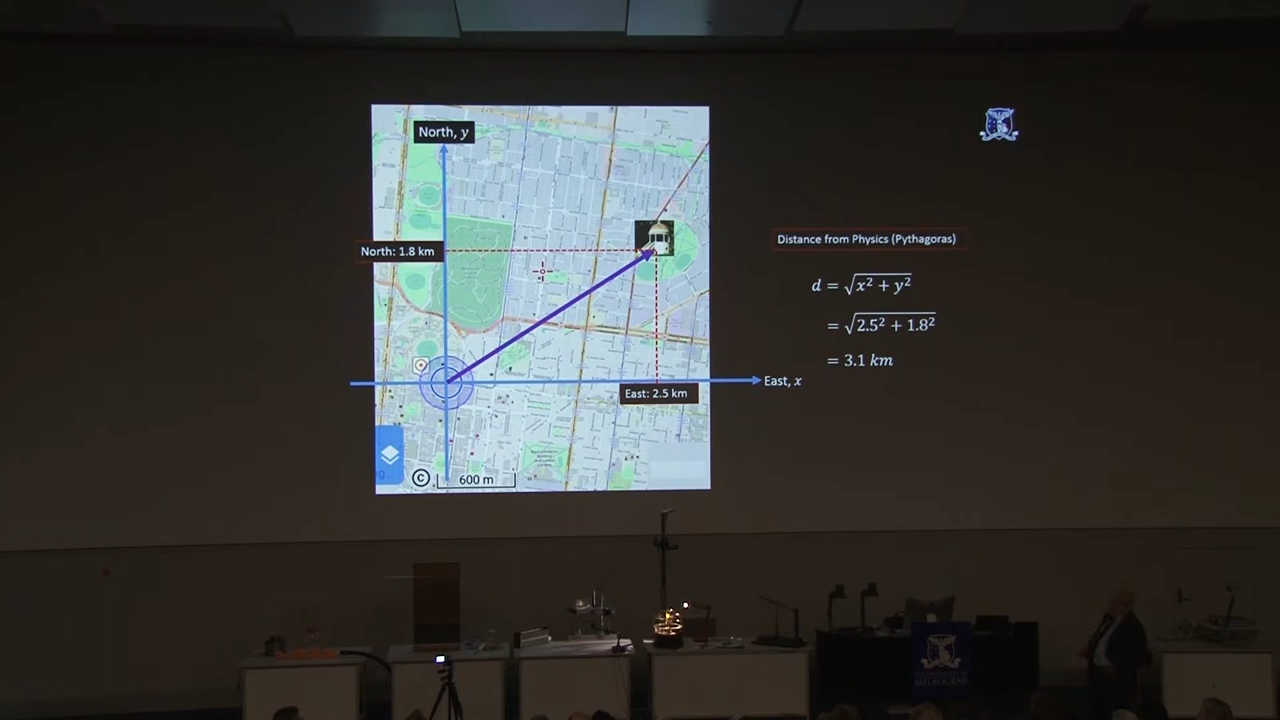 North, y
North: 1.8 km
Distance from Physics (Pythagoras)
d = √x² + y²
= √2.5² + 1.8²
= 3.1 km
East, x
East: 2.5 km
© 600 m
MELBOURNE